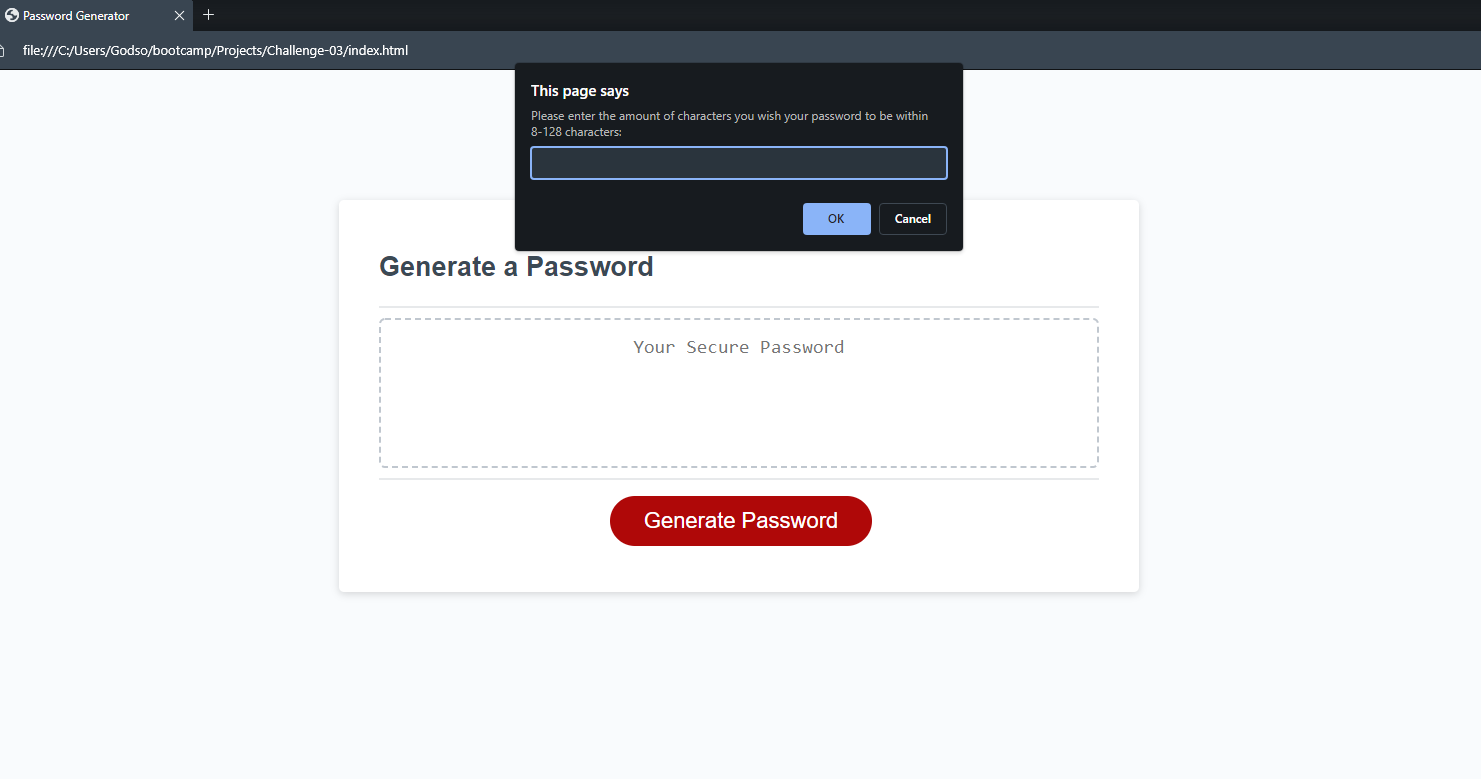 Password Generator
file:///C:/Users/Godso/bootcamp/Projects/Challenge-03/index.html
This page says
Please enter the amount of characters you wish your password to be within
8-128 characters:
OK Cancel
Generate a Password
Your Secure Password
Generate Password